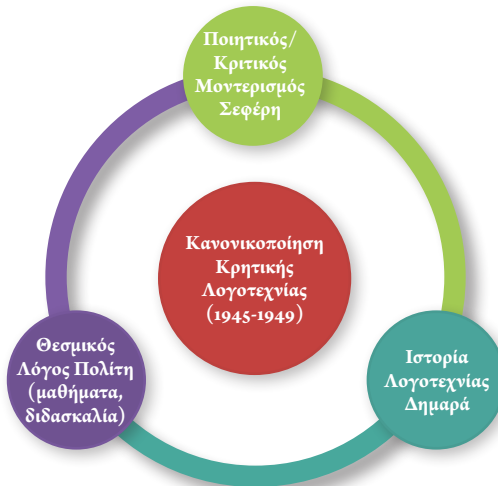 Ποιητικός/
Κριτικός
Μοντερισμός
Σεφέρη
Κανονικοποίηση
Κρητικής
Λογοτεχνίας
(1945-1949)
Θεσμικός
Λόγος Πολίτη
(μαθήματα,
διδασκαλία)
Ιστορία
Λογοτεχνίας
Δημαρά